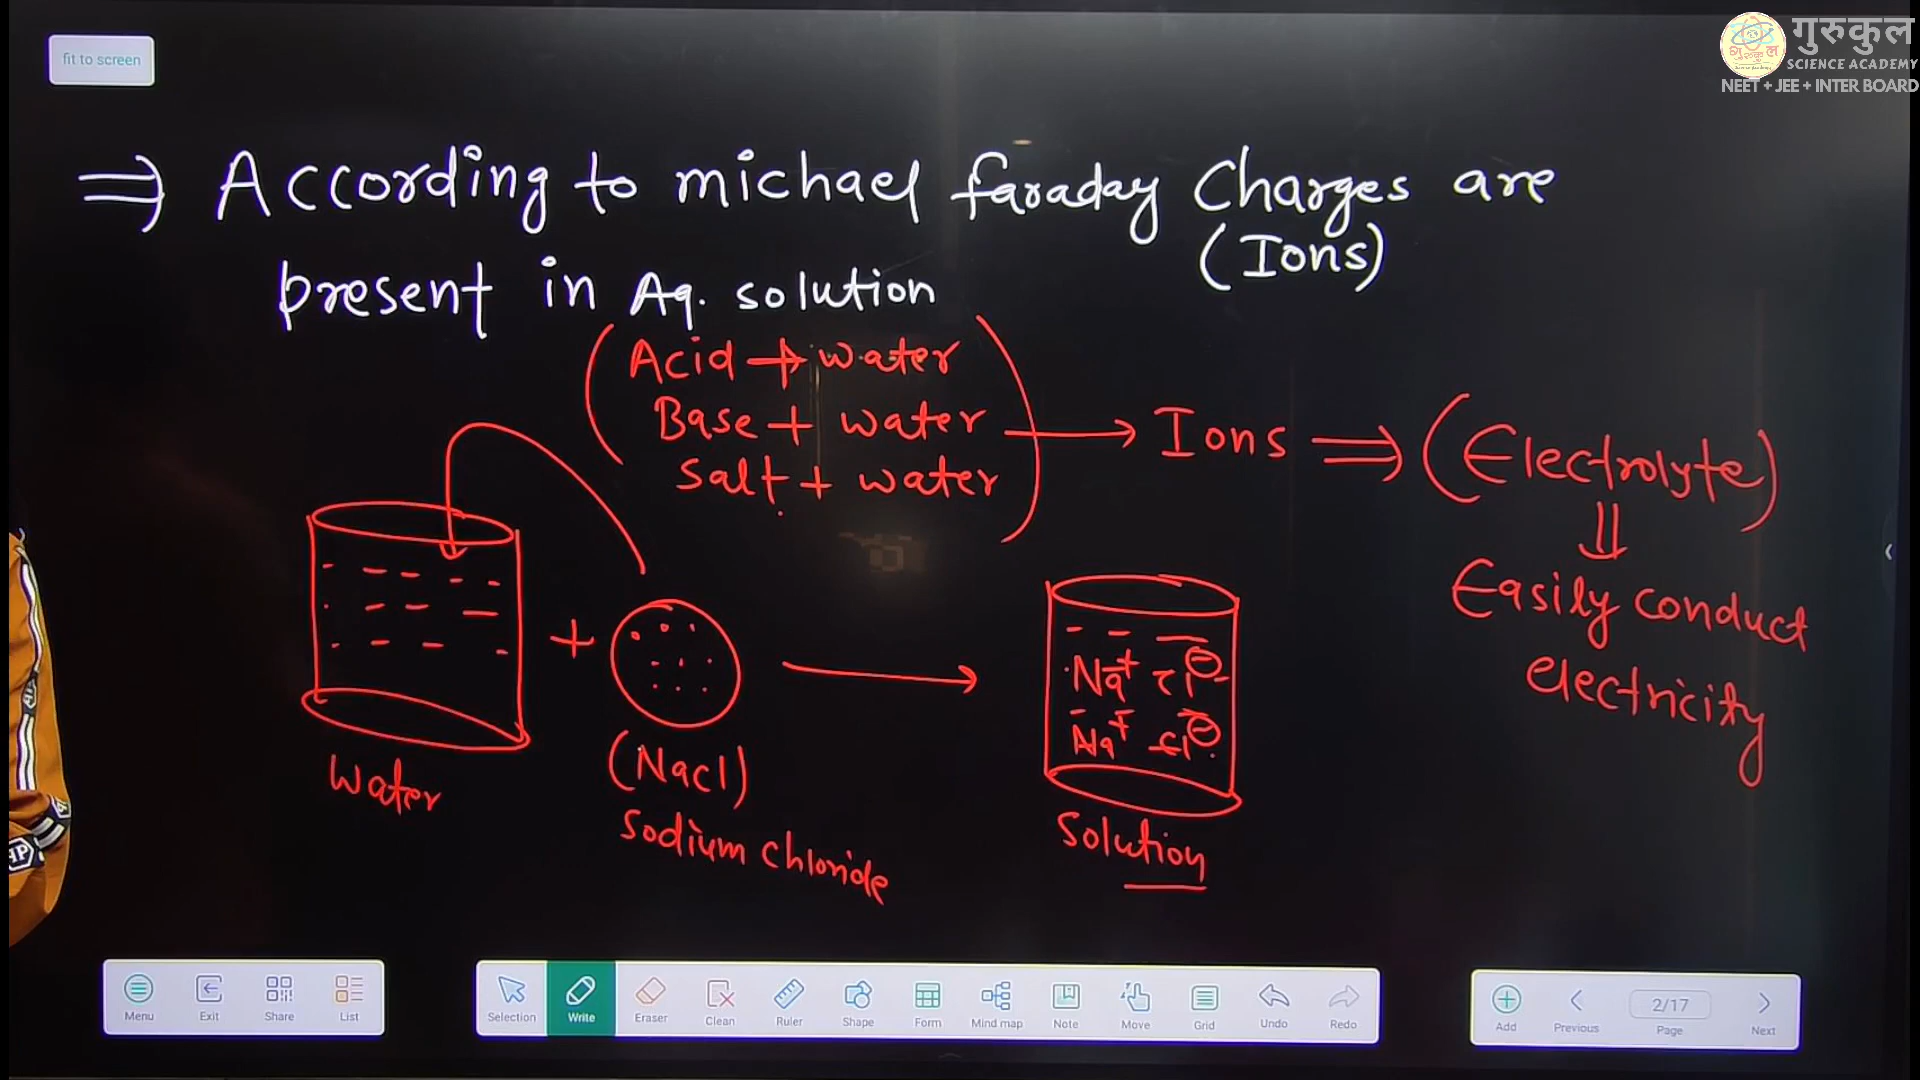 fit to screen
गुरुकुल
SCIENCE ACADEMY
NEET + JEE + INTER BOARD
⇒ According to michael faraday Charges are
(Ions)
present in Aq. solution
Acid + water
Base + water → Ions ⇒ (Electrolyte)
Salt + water
⇓
Easily conduct
electricity
+
→
Na⁺ Cl⊖
Na⁺ Cl⊖
Water
(Nacl)
Sodium chloride
Solution
HP
Menu Exit Share List
Selection Write Eraser Clean Ruler Shape Form Mind map Note Move Grid Undo Redo
Add Previous 2/17 Page Next